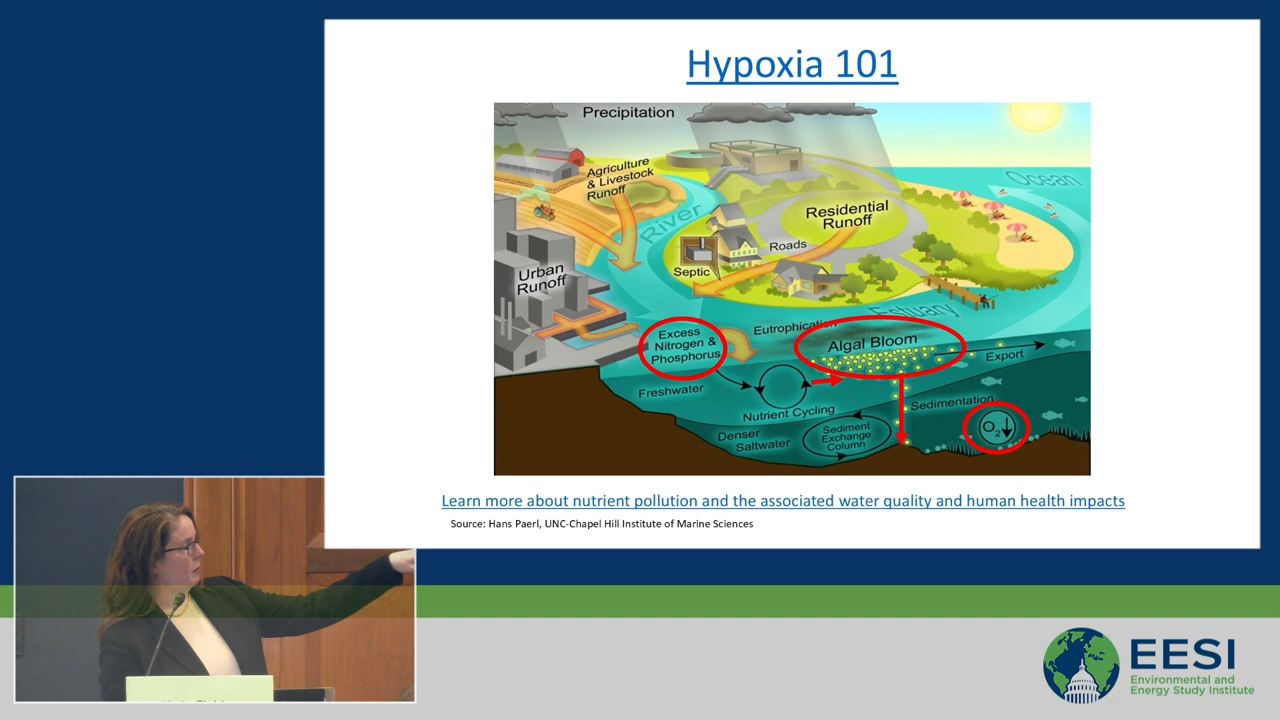 Hypoxia 101
Precipitation
Agriculture
& Livestock
Runoff
River
Ocean
Residential
Runoff
Roads
Septic
Urban
Runoff
Estuary
Excess
Nitrogen &
Phosphorus
Eutrophication
Algal Bloom
Export
Freshwater
Nutrient Cycling
Sedimentation
Denser
Saltwater
Sediment
Exchange
Column
O2
Learn more about nutrient pollution and the associated water quality and human health impacts
Source: Hans Paerl, UNC-Chapel Hill Institute of Marine Sciences
EESI
Environmental and
Energy Study Institute